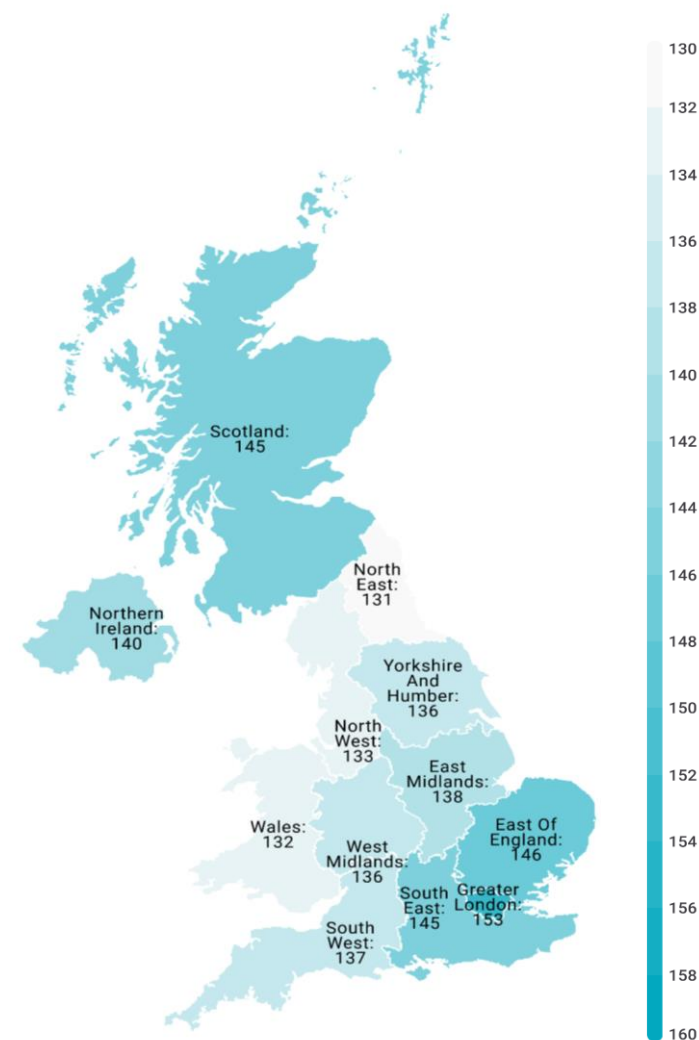 130
132
134
136
138
140
142
144
146
148
150
152
154
156
158
160
Scotland:
145
North
East:
131
Northern
Ireland:
140
Yorkshire
And
Humber:
136
North
West:
133
East
Midlands:
138
Wales:
132
West
Midlands:
136
East Of
England:
146
South
East:
145
Greater
London:
153
South
West:
137